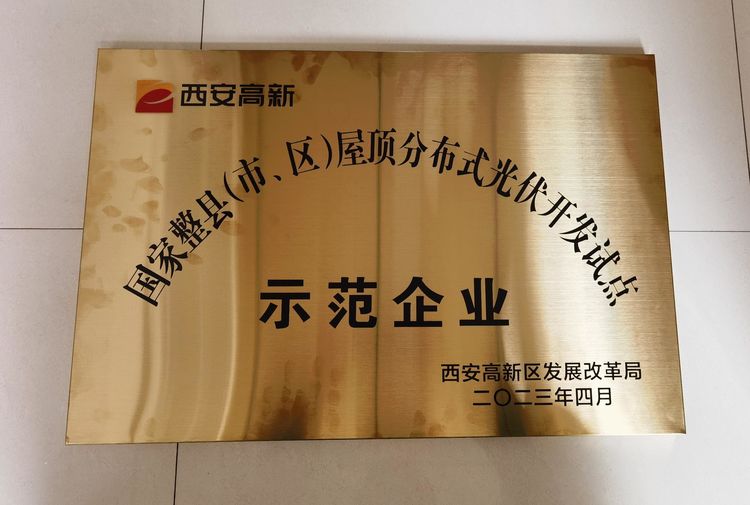 西安高新
国家整县(市、区)屋顶分布式光伏开发试点
示范企业
西安高新区发展改革局
二〇二三年四月